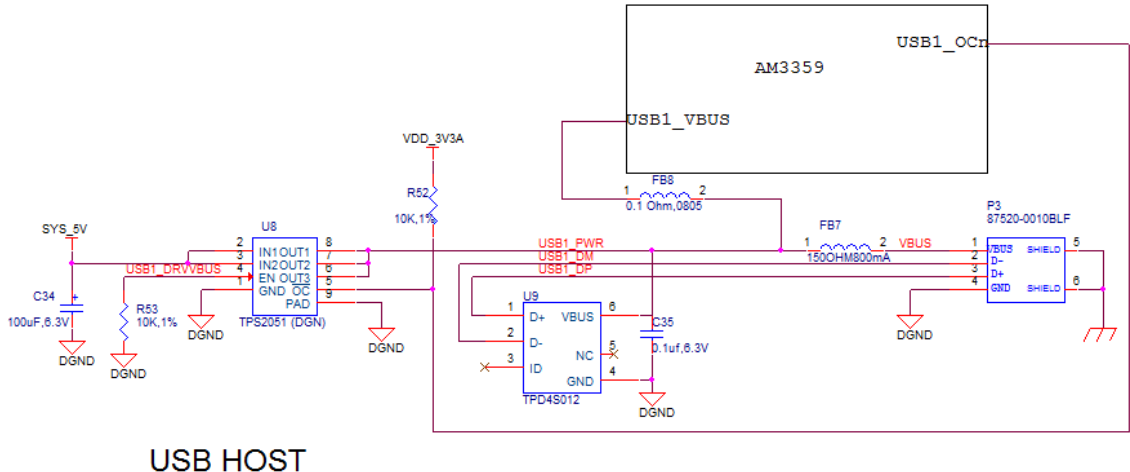 USB1_OCn
AM3359
USB1_VBUS
VDD_3V3A
FB8
1 2
0.1 Ohm,0805
R52
10K,1%
P3
87520-0010BLF
U8
FB7
SYS_5V
1 2
150OHM800mA
VBUS
USB1_PWR
USB1_DM
USB1_DP
USB1_DRVVBUS
2 IN1 OUT1 8
3 IN2 OUT2 7
4 EN OUT3 6
1 GND OC 5
PAD 9
TPS2051 (DGN)
1 VBUS SHIELD 5
2 D-
3 D+
4 GND SHIELD 6
C34
100uF,6.3V
R53
10K,1%
U9
1 D+ VBUS 6
2 D-
NC 5
3 ID
GND 4
TPD4S012
C35
0.1uf,6.3V
DGND
DGND
DGND
DGND
DGND
DGND
USB HOST